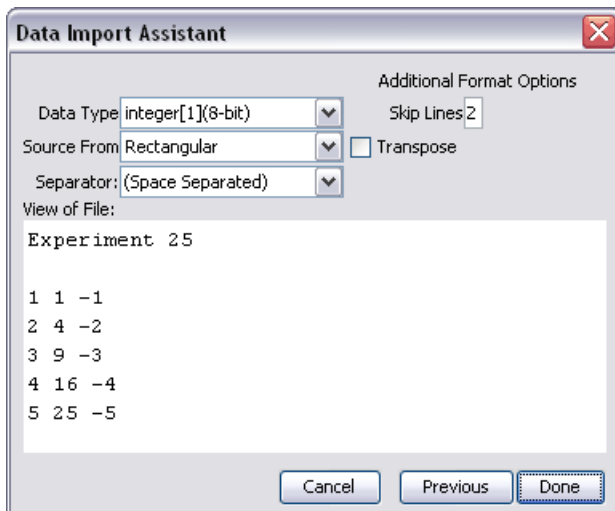 Data Import Assistant
Additional Format Options
Data Type integer[1](8-bit) Skip Lines 2
Source From Rectangular Transpose
Separator: (Space Separated)
View of File:
Experiment 25
1 1 -1
2 4 -2
3 9 -3
4 16 -4
5 25 -5
Cancel Previous Done